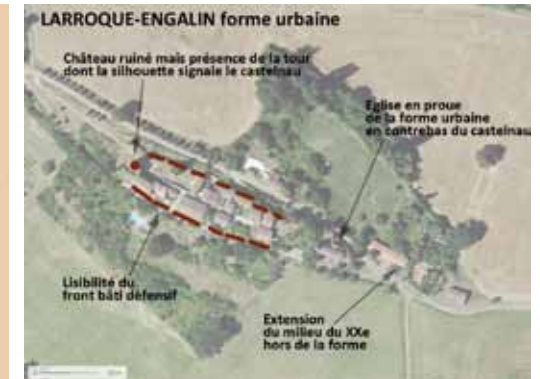 LARROQUE-ENGALIN forme urbaine
Château ruiné mais présence de la tour
dont la silhouette signale le castelnau
Eglise en proue
de la forme urbaine
en contrebas du castelnau
Lisibilité du
front bâti défensif
Extension
du milieu du XXe
hors de la forme